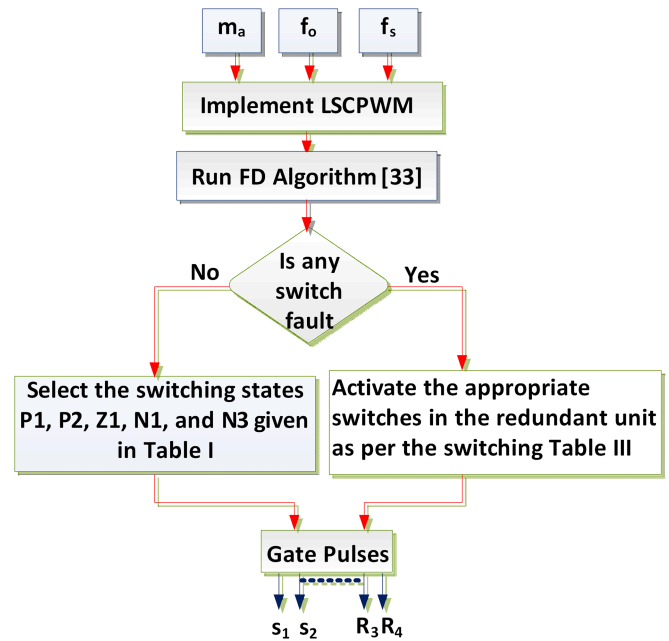 mₐ fₒ fₛ
Implement LSCPWM
Run FD Algorithm [33]
Is any
switch
fault
No
Yes
Select the switching states
P1, P2, Z1, N1, and N3 given
in Table I
Activate the appropriate
switches in the redundant unit
as per the switching Table III
Gate Pulses
s₁ s₂ R₃ R₄